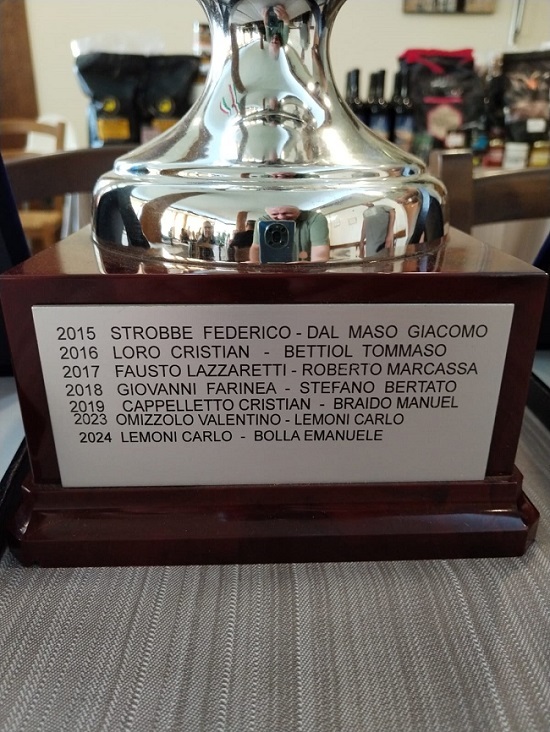 2015 STROBBE FEDERICO - DAL MASO GIACOMO
2016 LORO CRISTIAN - BETTIOL TOMMASO
2017 FAUSTO LAZZARETTI - ROBERTO MARCASSA
2018 GIOVANNI FARINEA - STEFANO BERTATO
2019 CAPPELLETTO CRISTIAN - BRAIDO MANUEL
2023 OMIZZOLO VALENTINO - LEMONI CARLO
2024 LEMONI CARLO - BOLLA EMANUELE